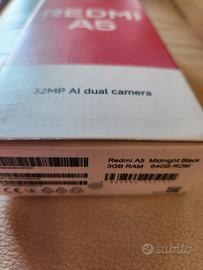 REDMI
A5
32MP AI dual camera
Redmi A5 Midnight Black
3GB RAM 64GB ROM
subito